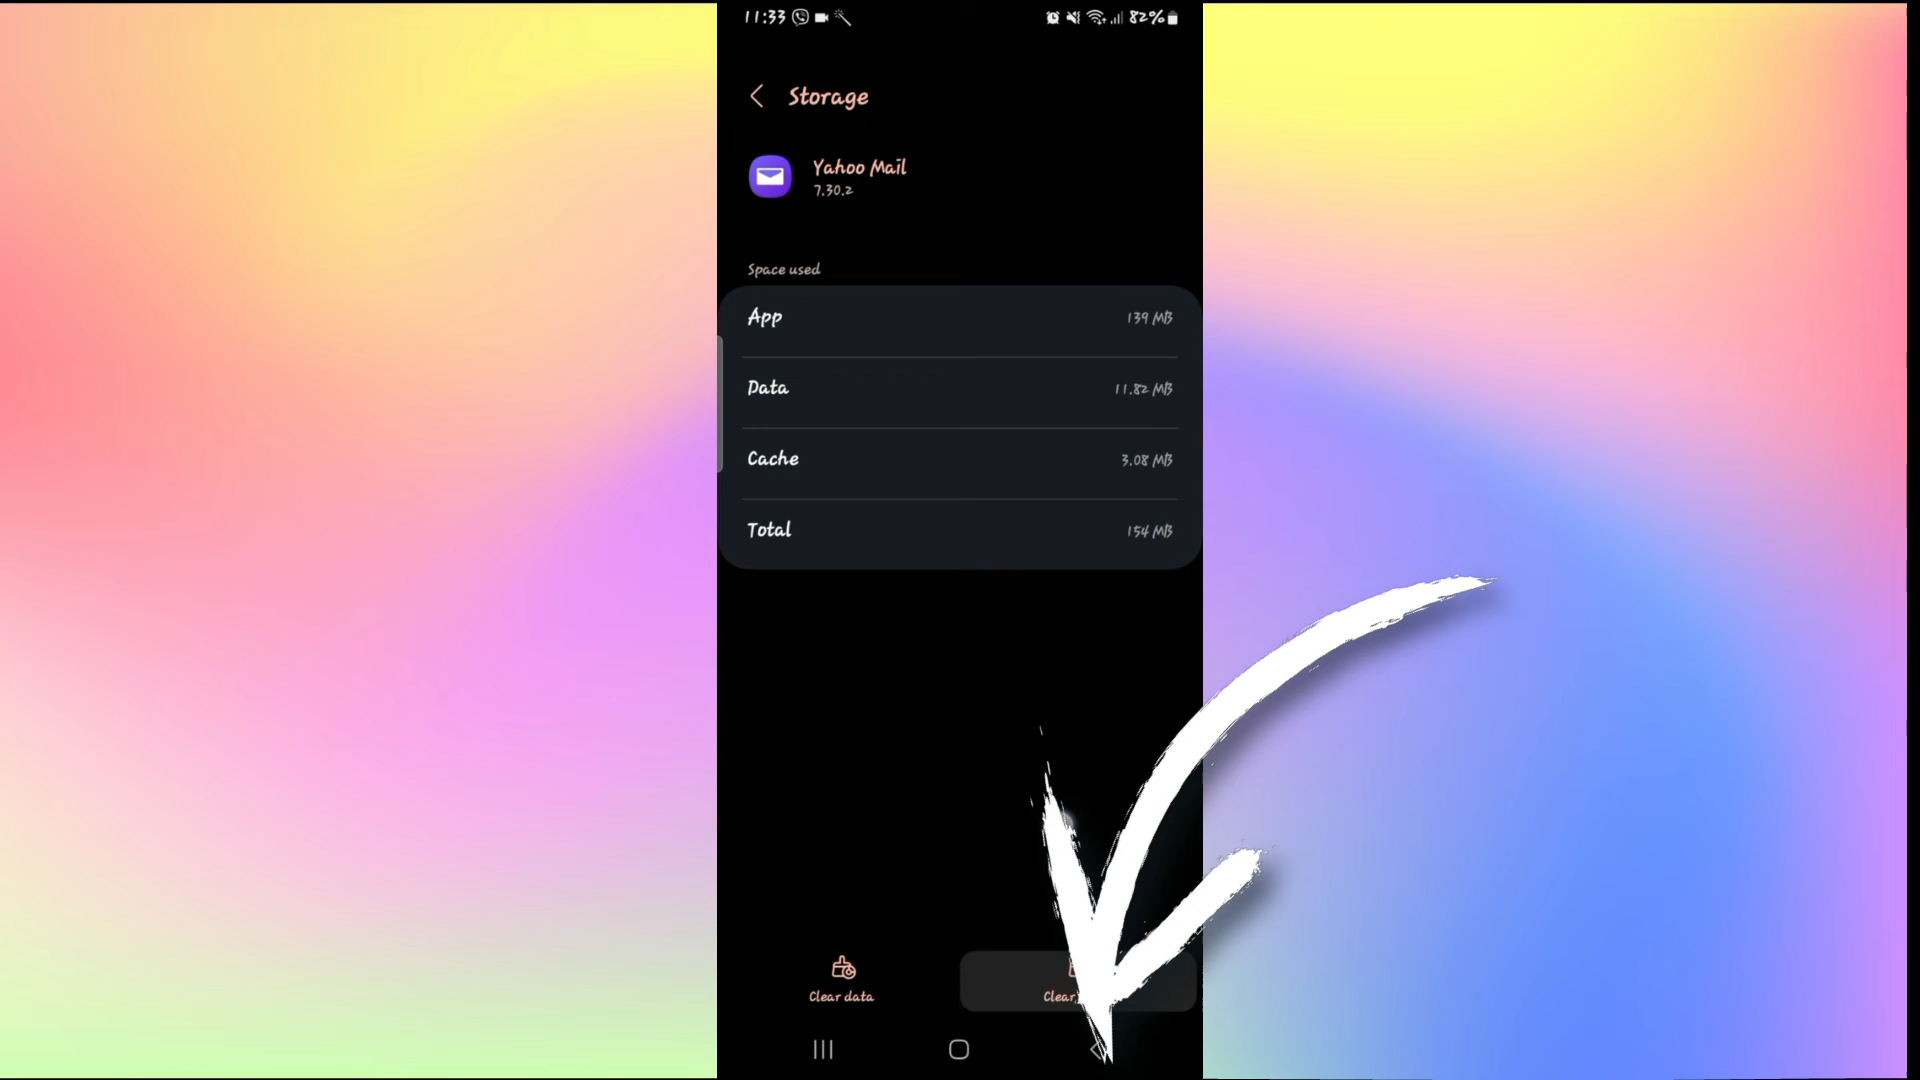 11:33 82%
Storage
Yahoo Mail
7.30.2
Space used
App 139 MB
Data 11.82 MB
Cache 3.08 MB
Total 154 MB
Clear data Clear